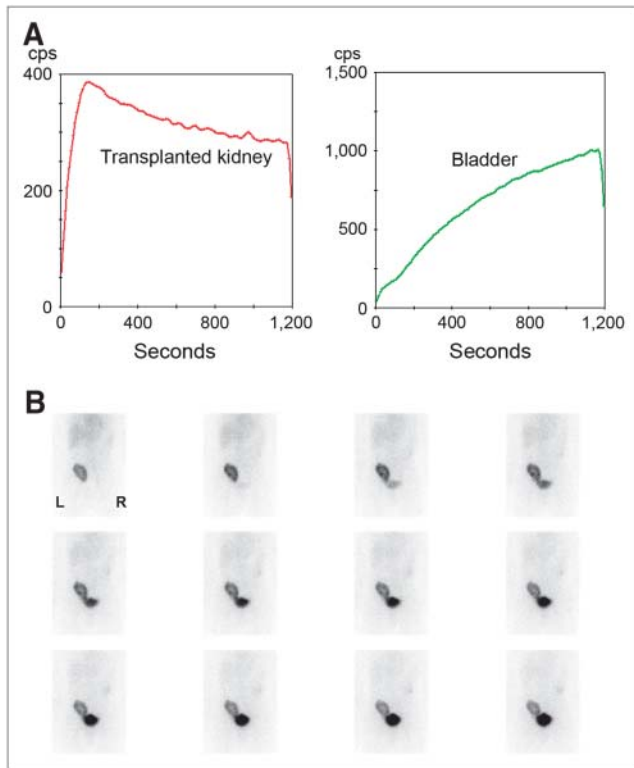 A
cps
400
200
0
Transplanted kidney
0 400 800 1,200
Seconds
cps
1,500
1,000
500
0
Bladder
0 400 800 1,200
Seconds
B
L R